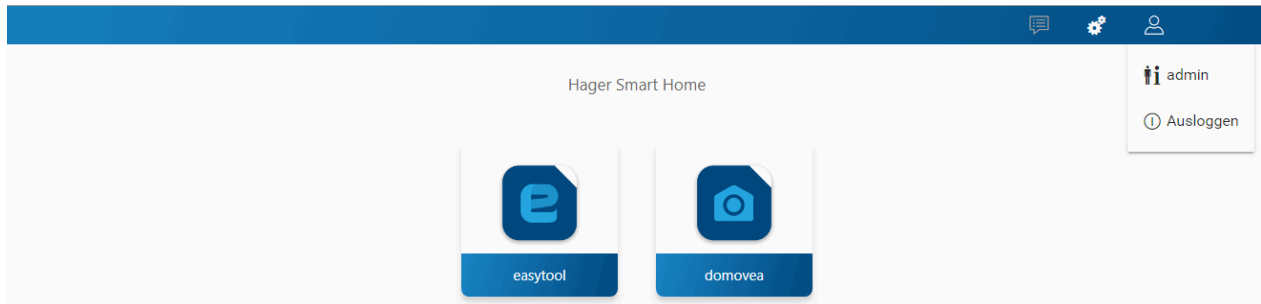 Hager Smart Home
admin
Ausloggen
easytool
domovea